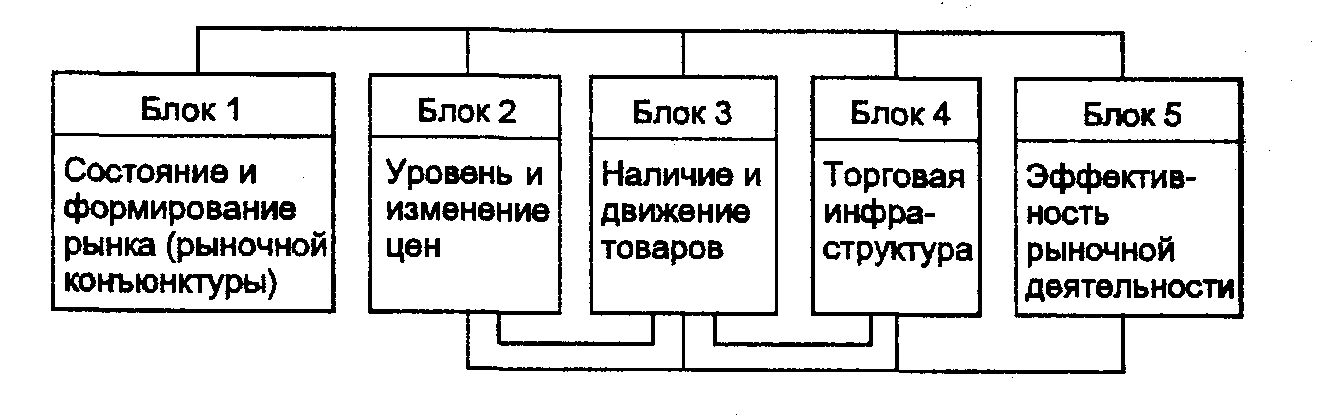 Блок 1
Состояние и
формирование
рынка (рыночной
конъюнктуры)
Блок 2
Уровень и
изменение
цен
Блок 3
Наличие и
движение
товаров
Блок 4
Торговая
инфра-
структура
Блок 5
Эффектив-
ность
рыночной
деятельности